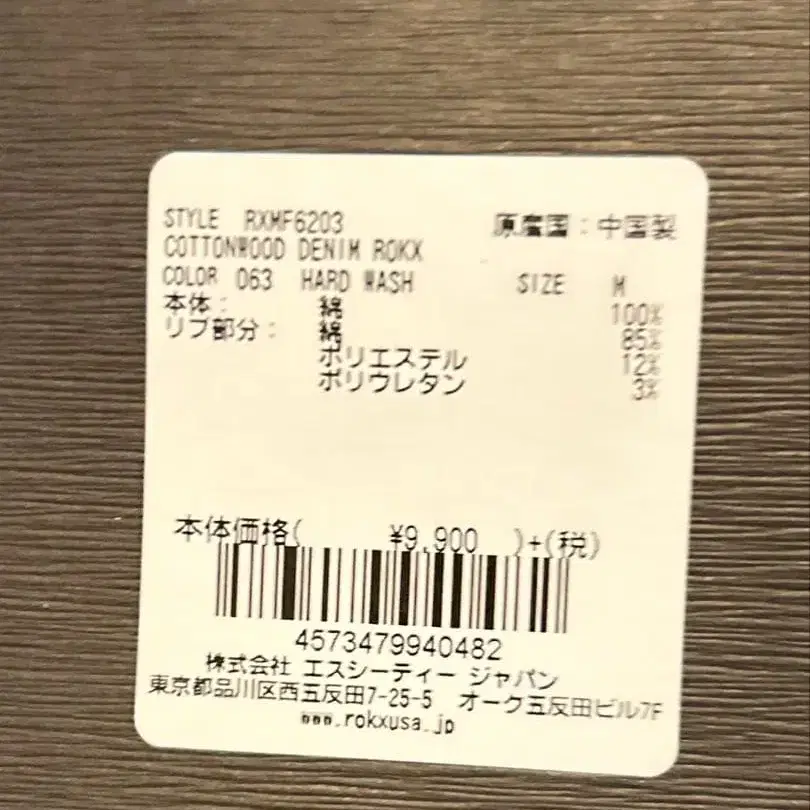 STYLE RXMF6203 原産国：中国製
COTTONWOOD DENIM ROKX
COLOR 063 HARD WASH SIZE M
本体： 綿 100%
リブ部分： 綿 85%
ポリエステル 12%
ポリウレタン 3%
本体価格( ¥9,900 )+(税)
4573479940482
株式会社 エスシーティー ジャパン
東京都品川区西五反田7-25-5 オーク五反田ビル7F
www.rokxusa.jp